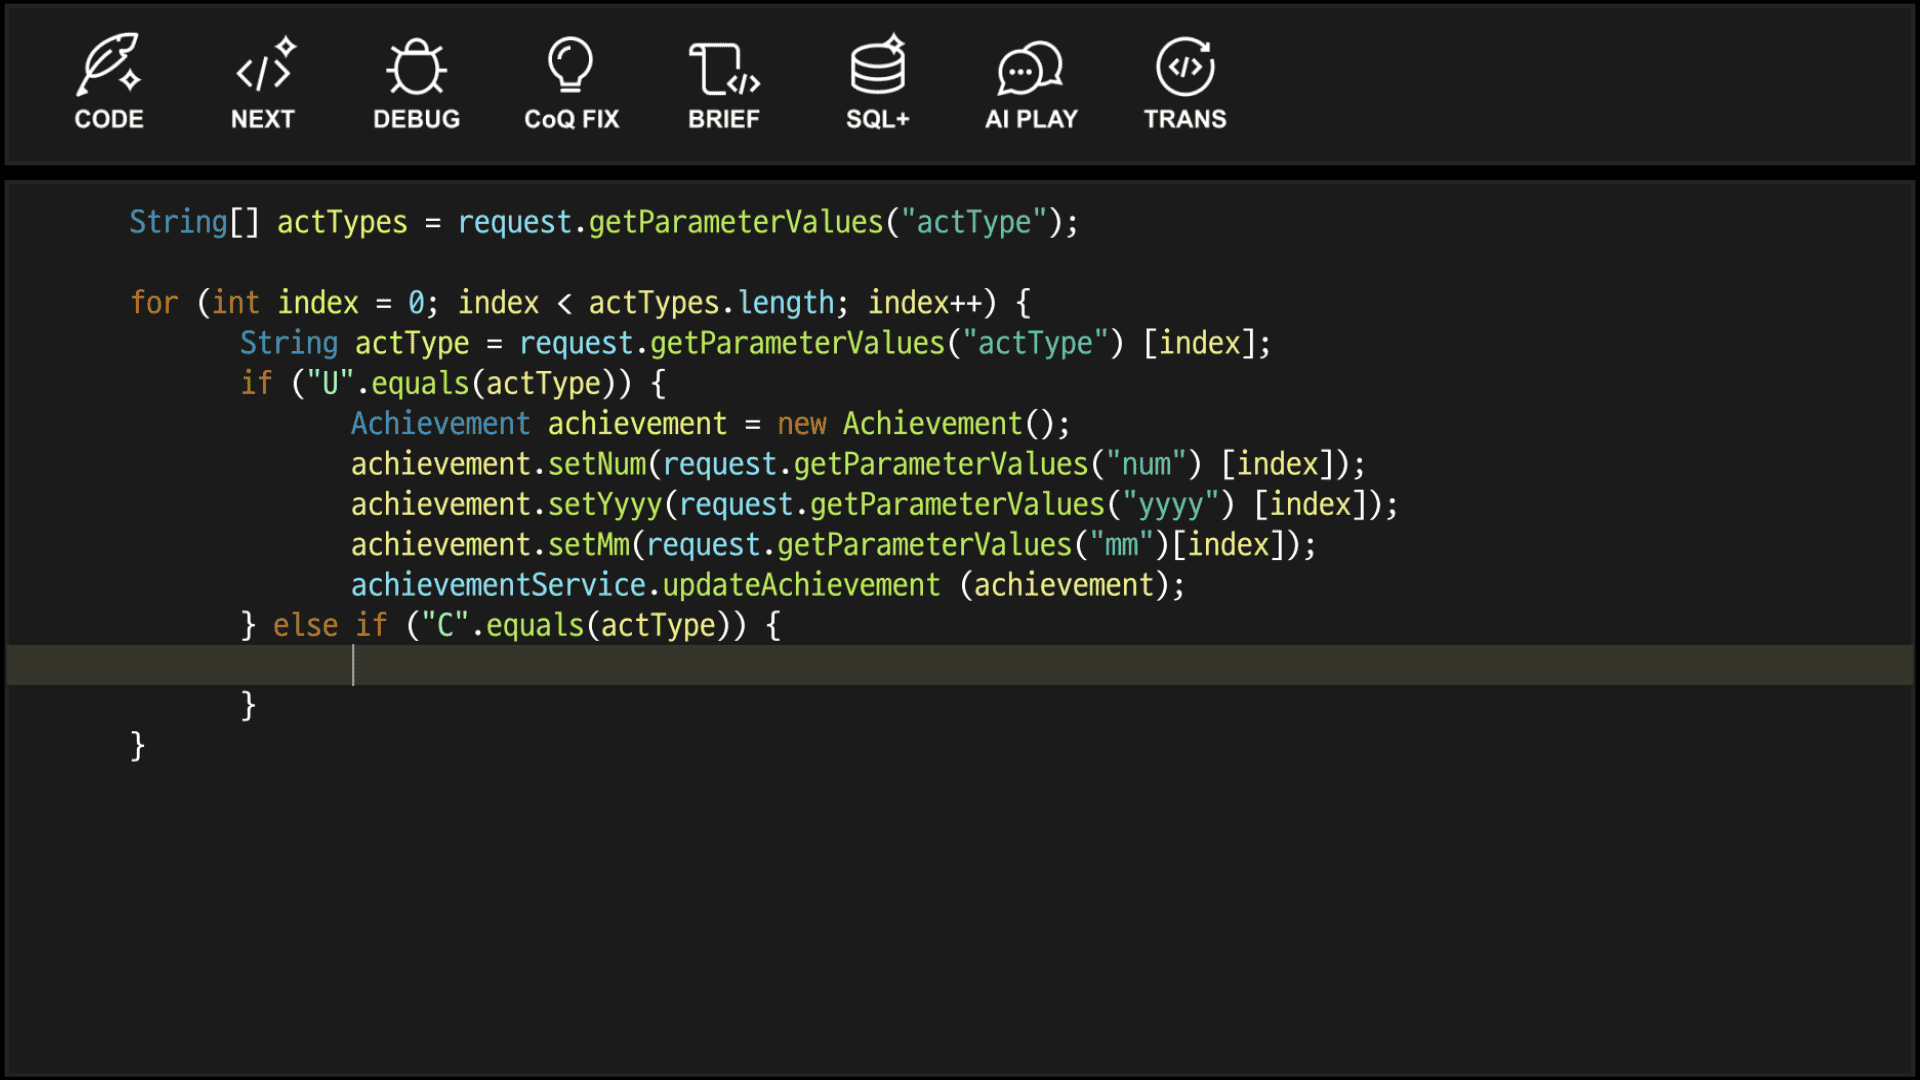 CODE NEXT DEBUG CoQ FIX BRIEF SQL+ AI PLAY TRANS
String[] actTypes = request.getParameterValues("actType");
for (int index = 0; index < actTypes.length; index++) {
String actType = request.getParameterValues("actType") [index];
if ("U".equals(actType)) {
Achievement achievement = new Achievement();
achievement.setNum(request.getParameterValues("num") [index]);
achievement.setYyyy(request.getParameterValues("yyyy") [index]);
achievement.setMm(request.getParameterValues("mm")[index]);
achievementService.updateAchievement (achievement);
} else if ("C".equals(actType)) {
}
}